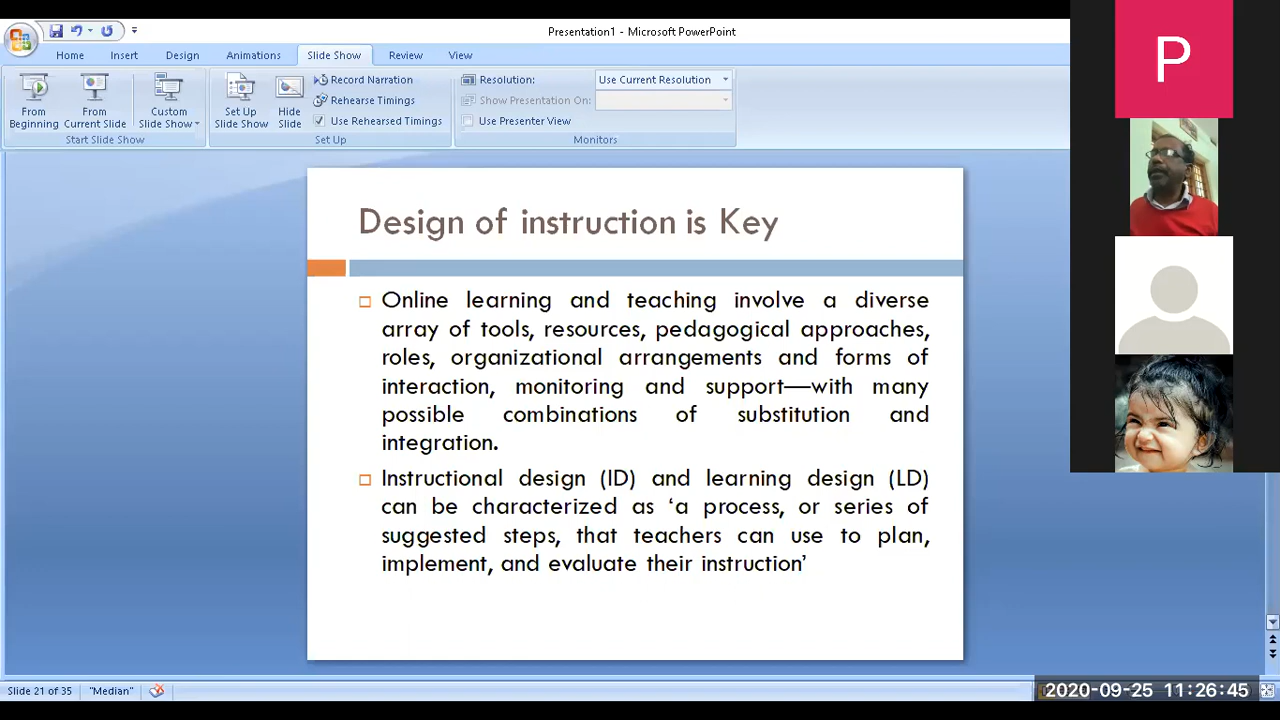 Presentation1 - Microsoft PowerPoint
Home Insert Design Animations Slide Show Review View
From Beginning
From Current Slide
Custom Slide Show
Set Up Slide Show
Hide Slide
Record Narration
Rehearse Timings
Use Rehearsed Timings
Resolution: Use Current Resolution
Show Presentation On:
Use Presenter View
Start Slide Show Set Up Monitors
P
Design of instruction is Key
Online learning and teaching involve a diverse
array of tools, resources, pedagogical approaches,
roles, organizational arrangements and forms of
interaction, monitoring and support—with many
possible combinations of substitution and
integration.
Instructional design (ID) and learning design (LD)
can be characterized as ‘a process, or series of
suggested steps, that teachers can use to plan,
implement, and evaluate their instruction’
Slide 21 of 35 "Median"
2020-09-25 11:26:45